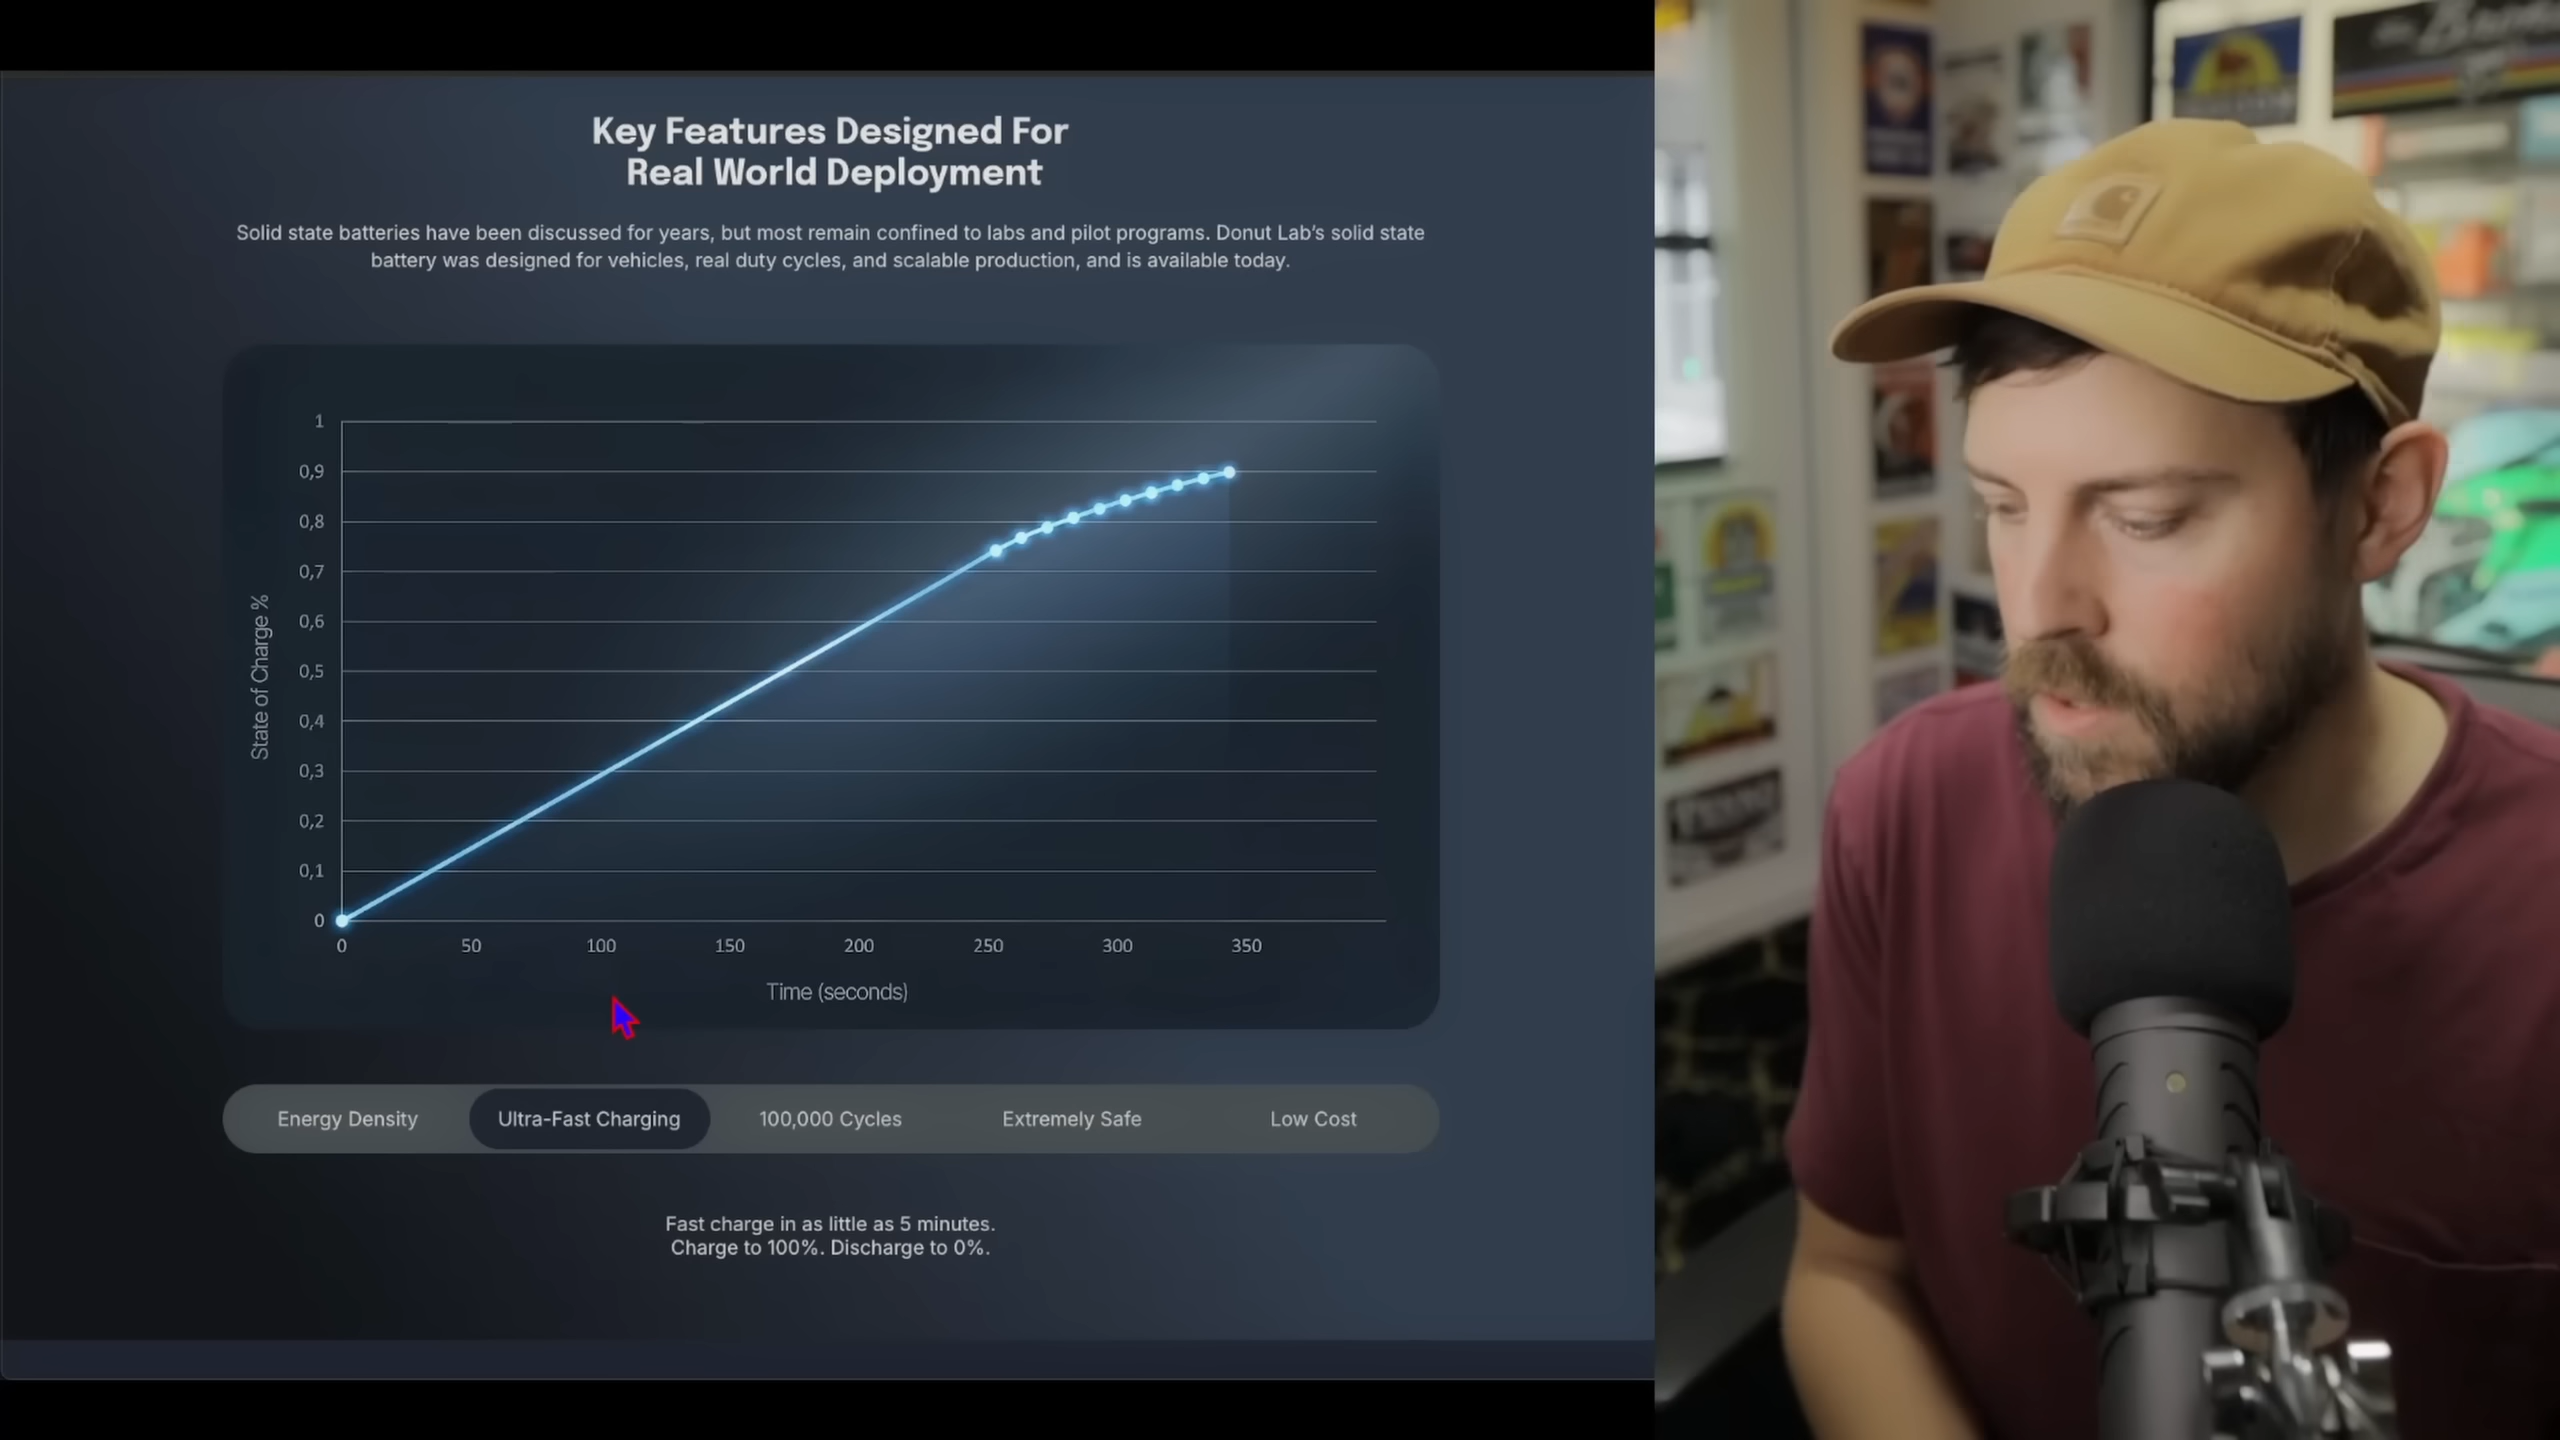 Key Features Designed For
Real World Deployment
Solid state batteries have been discussed for years, but most remain confined to labs and pilot programs. Donut Lab's solid state
battery was designed for vehicles, real duty cycles, and scalable production, and is available today.
State of Charge %
1
0,9
0,8
0,7
0,6
0,5
0,4
0,3
0,2
0,1
0
0 50 100 150 200 250 300 350
Time (seconds)
Energy Density Ultra-Fast Charging 100,000 Cycles Extremely Safe Low Cost
Fast charge in as little as 5 minutes.
Charge to 100%. Discharge to 0%.